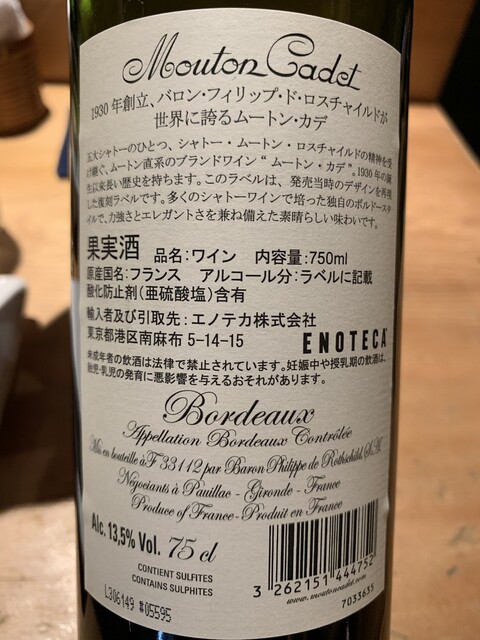 Mouton Cadet
1930年創立、バロン・フィリップ・ド・ロスチャイルドが
世界に誇るムートン・カデ
五大シャトーのひとつ、シャトー・ムートン・ロスチャイルドの精神を受
け継ぐ、ムートン直系のブランドワイン“ムートン・カデ”。1930年の誕
生以来長い歴史を持ちます。このラベルは、発売当時のデザインを再現
した復刻ラベルです。多くのシャトーワインで培った独自のボルドースタ
イルで、力強さとエレガントさを兼ね備えた素晴らしい味わいです。
果実酒 品名:ワイン 内容量:750ml
原産国名:フランス アルコール分:ラベルに記載
酸化防止剤(亜硫酸塩)含有
輸入者及び引取先:エノテカ株式会社
東京都港区南麻布5-14-15 ENOTECA
未成年者の飲酒は法律で禁止されています。妊娠中や授乳期の飲酒は、
胎児・乳児の発育に悪影響を与えるおそれがあります。
Bordeaux
Appellation Bordeaux Contrôlée
Mis en bouteille à F 33112 par Baron Philippe de Rothschild S.A.
Négociants à Pauillac - Gironde - France
Produce of France-Produit en France
Alc. 13,5% Vol. 75 cl
CONTIENT SULFITES
CONTAINS SULPHITES
3 262151 444752
www.moutoncadet.com
7033635
L306149 #05595